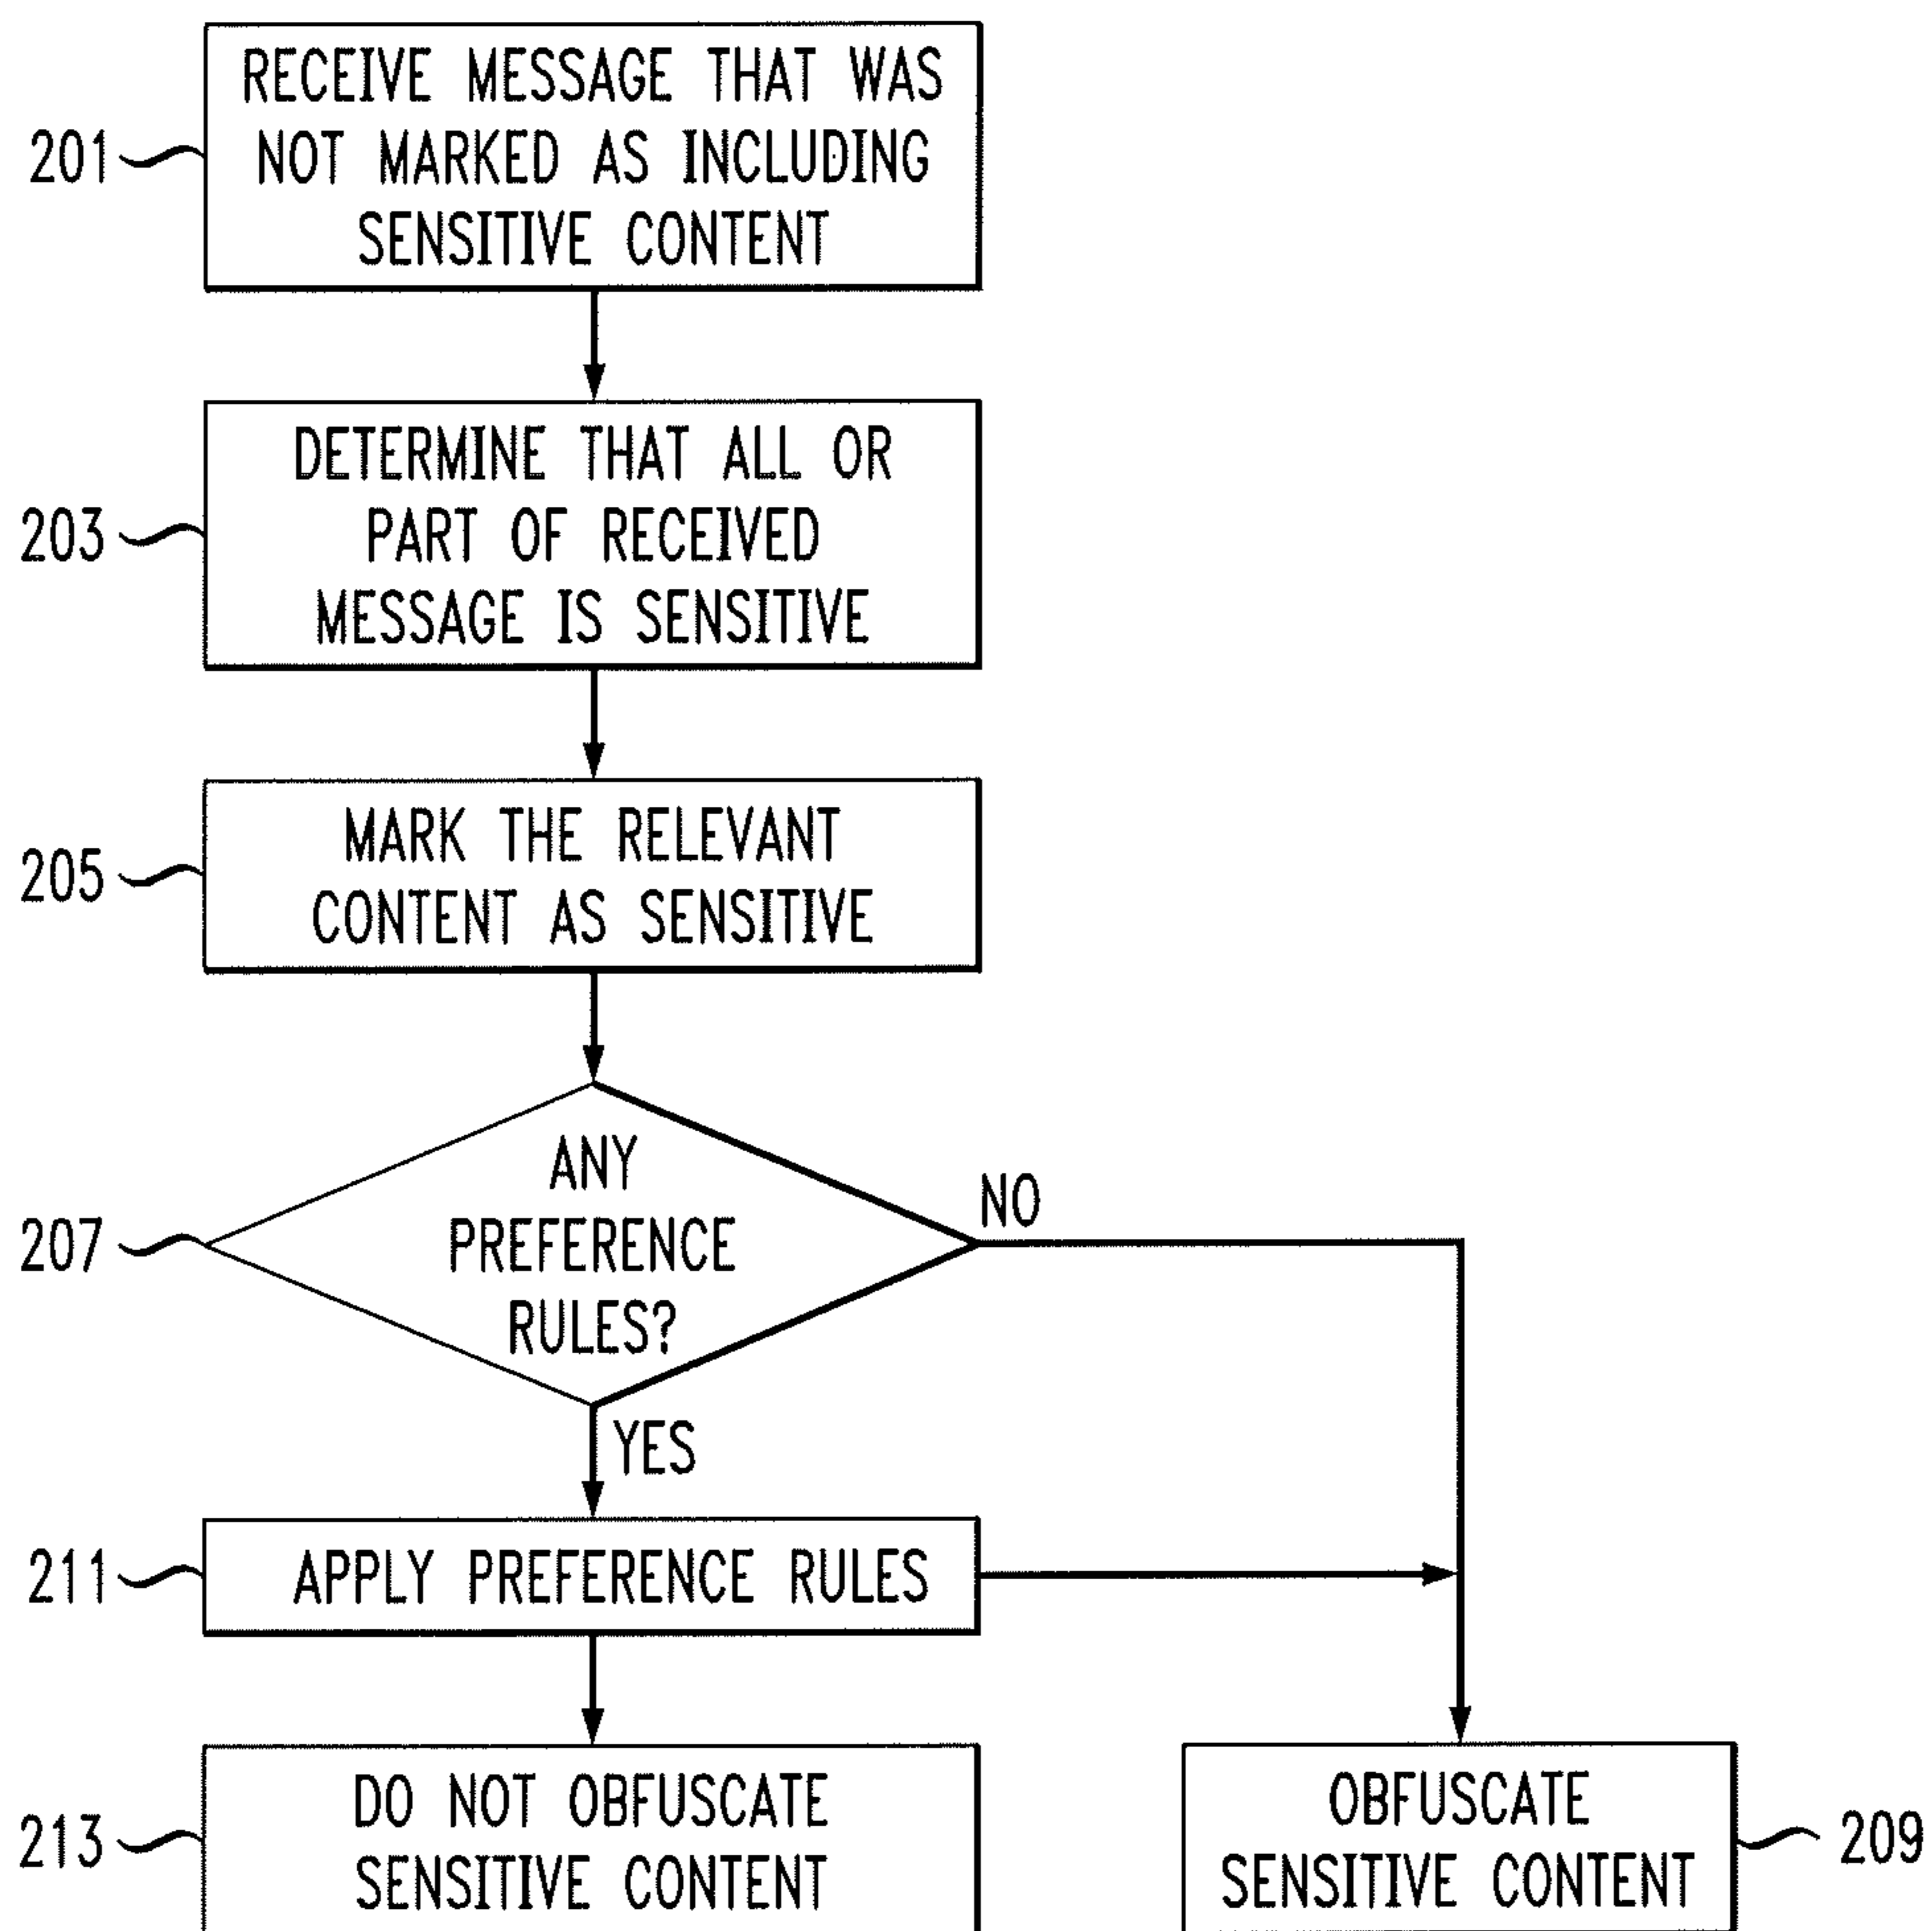 RECEIVE MESSAGE THAT WAS
NOT MARKED AS INCLUDING
SENSITIVE CONTENT
201
DETERMINE THAT ALL OR
PART OF RECEIVED
MESSAGE IS SENSITIVE
203
MARK THE RELEVANT
CONTENT AS SENSITIVE
205
ANY
PREFERENCE
RULES?
207
NO
YES
APPLY PREFERENCE RULES
211
DO NOT OBFUSCATE
SENSITIVE CONTENT
213
OBFUSCATE
SENSITIVE CONTENT
209